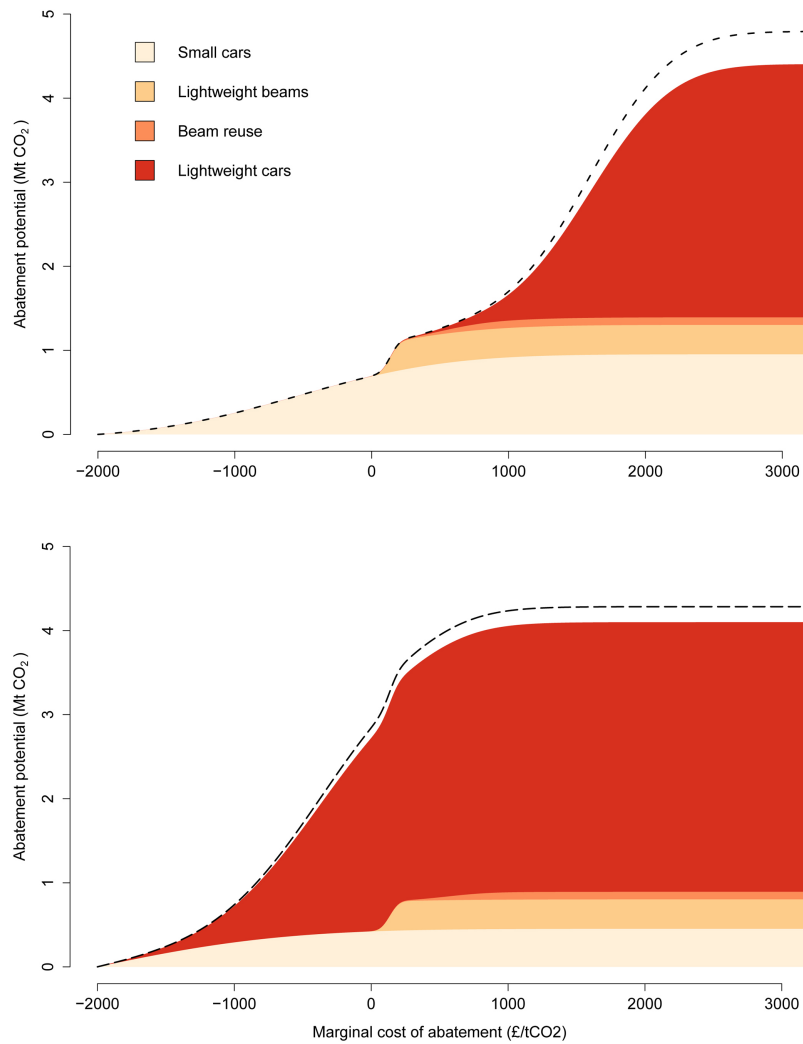 5
4
3
2
1
0
Abatement potential (Mt CO₂ )
Small cars
Lightweight beams
Beam reuse
Lightweight cars
−2000 −1000 0 1000 2000 3000
5
4
3
2
1
0
Abatement potential (Mt CO₂ )
−2000 −1000 0 1000 2000 3000
Marginal cost of abatement (£/tCO2)